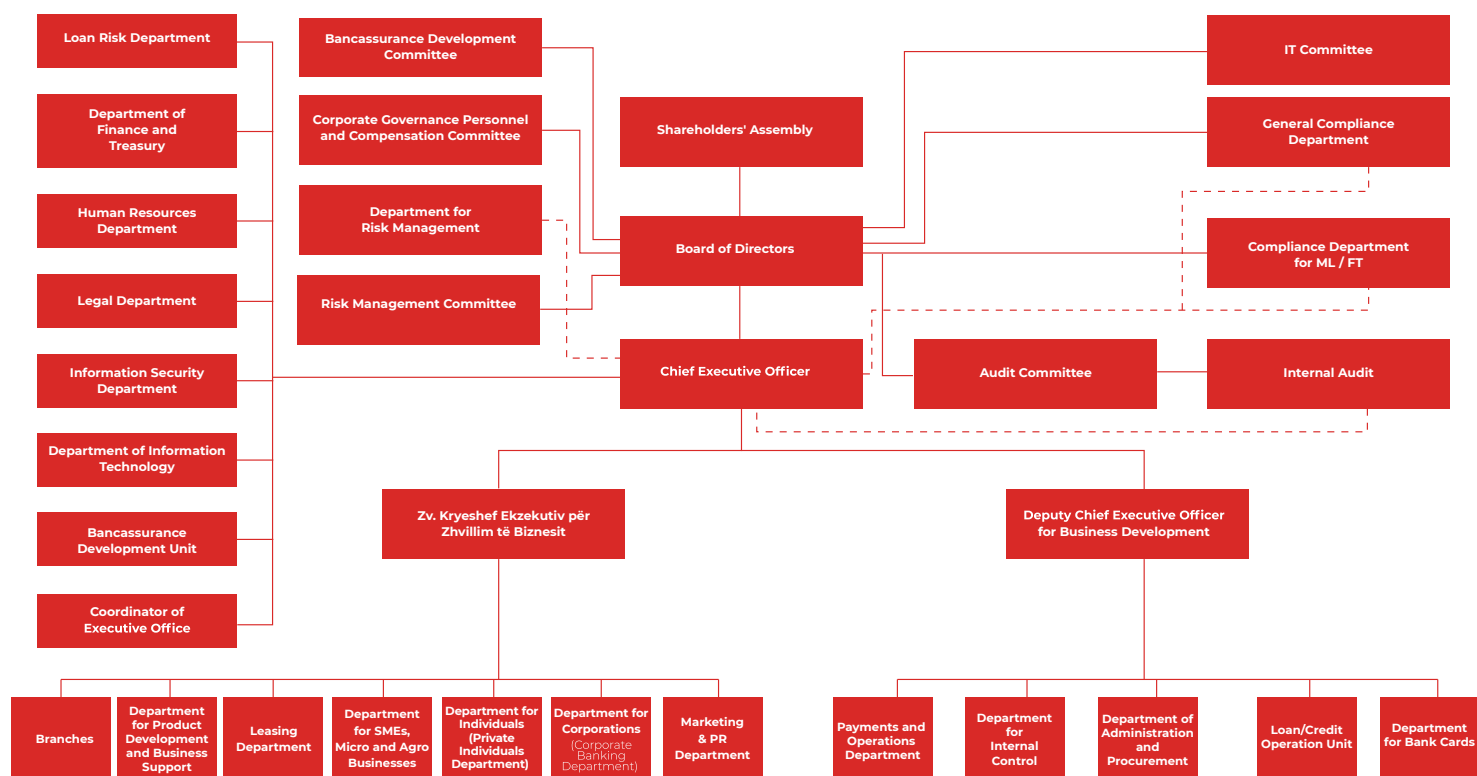 Loan Risk Department
Department of
Finance and
Treasury
Human Resources
Department
Legal Department
Information Security
Department
Department of Information
Technology
Bancassurance
Development Unit
Coordinator of
Executive Office
Bancassurance Development
Committee
Corporate Governance Personnel
and Compensation Committee
Department for
Risk Management
Risk Management Committee
Shareholders' Assembly
Board of Directors
Chief Executive Officer
IT Committee
General Compliance
Department
Compliance Department
for ML / FT
Audit Committee
Internal Audit
Zv. Kryeshef Ekzekutiv për
Zhvillim të Biznesit
Deputy Chief Executive Officer
for Business Development
Branches
Department
for Product
Development
and Business
Support
Leasing
Department
Department
for SMEs,
Micro and Agro
Businesses
Department for
Individuals
(Private
Individuals
Department)
Department for
Corporations
(Corporate
Banking
Department)
Marketing
& PR
Department
Payments and
Operations
Department
Department
for
Internal
Control
Department of
Administration
and
Procurement
Loan/Credit
Operation Unit
Department
for Bank Cards